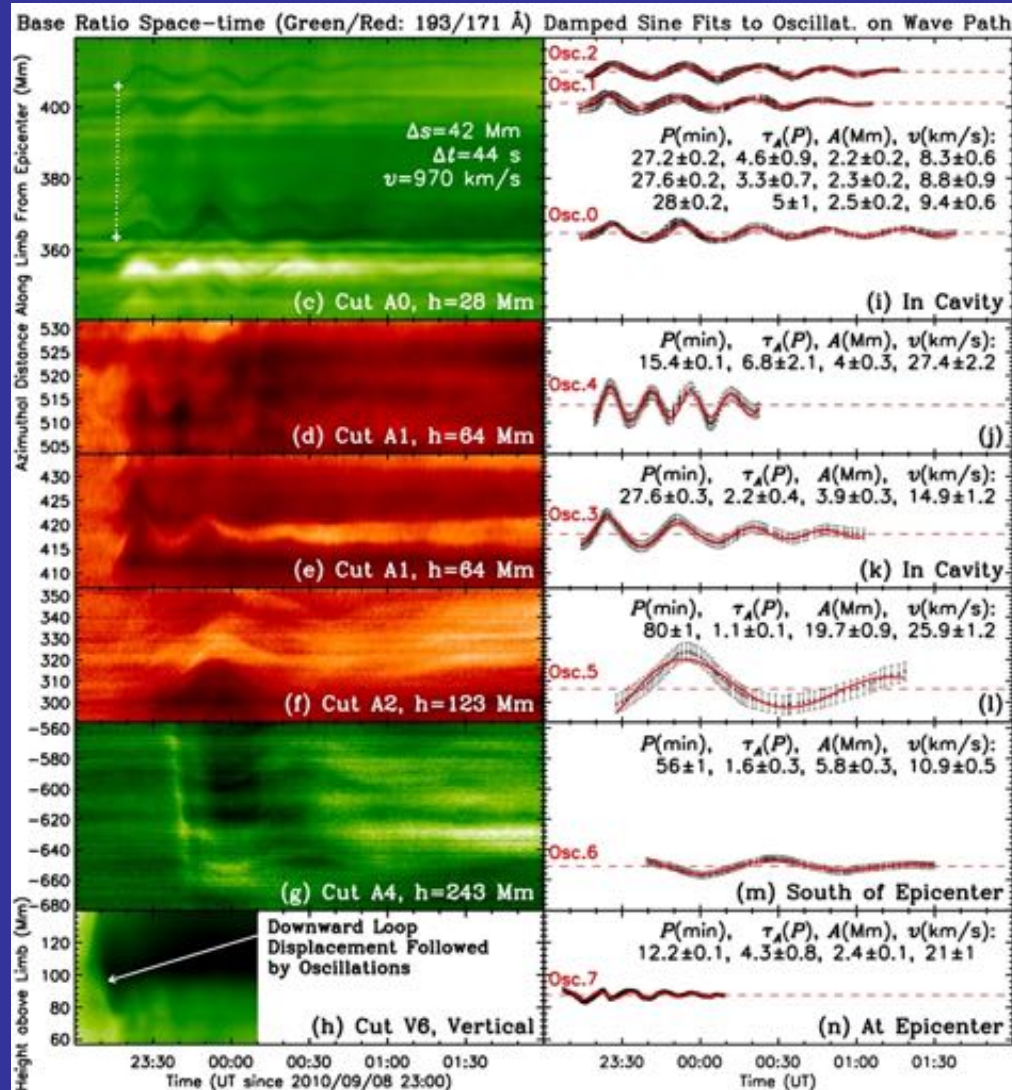 Base Ratio Space-time (Green/Red: 193/171 Å)
Damped Sine Fits to Oscillat. on Wave Path
Azimuthal Distance Along Limb From Epicenter (Mm)
400
380
360
Δs=42 Mm
Δt=44 s
v=970 km/s
(c) Cut A0, h=28 Mm
Osc.2
Osc.1
P(min), τA(P), A(Mm), v(km/s):
27.2±0.2, 4.6±0.9, 2.2±0.2, 8.3±0.6
27.6±0.2, 3.3±0.7, 2.3±0.2, 8.8±0.9
28±0.2, 5±1, 2.5±0.2, 9.4±0.6
Osc.0
(i) In Cavity
530
525
520
515
510
505
(d) Cut A1, h=64 Mm
P(min), τA(P), A(Mm), v(km/s):
15.4±0.1, 6.8±2.1, 4±0.3, 27.4±2.2
Osc.4
(j)
430
425
420
415
410
(e) Cut A1, h=64 Mm
P(min), τA(P), A(Mm), v(km/s):
27.6±0.3, 2.2±0.4, 3.9±0.3, 14.9±1.2
Osc.3
(k) In Cavity
350
340
330
320
310
300
(f) Cut A2, h=123 Mm
P(min), τA(P), A(Mm), v(km/s):
80±1, 1.1±0.1, 19.7±0.9, 25.9±1.2
Osc.5
(l)
-560
-580
-600
-620
-640
-660
-680
(g) Cut A4, h=243 Mm
P(min), τA(P), A(Mm), v(km/s):
56±1, 1.6±0.3, 5.8±0.3, 10.9±0.5
Osc.6
(m) South of Epicenter
Height above Limb (Mm)
120
100
80
60
Downward Loop
Displacement Followed
by Oscillations
(h) Cut V6, Vertical
P(min), τA(P), A(Mm), v(km/s):
12.2±0.1, 4.3±0.8, 2.4±0.1, 21±1
Osc.7
(n) At Epicenter
23:30 00:00 00:30 01:00 01:30
Time (UT since 2010/09/08 23:00)
23:30 00:00 00:30 01:00 01:30
Time (UT)